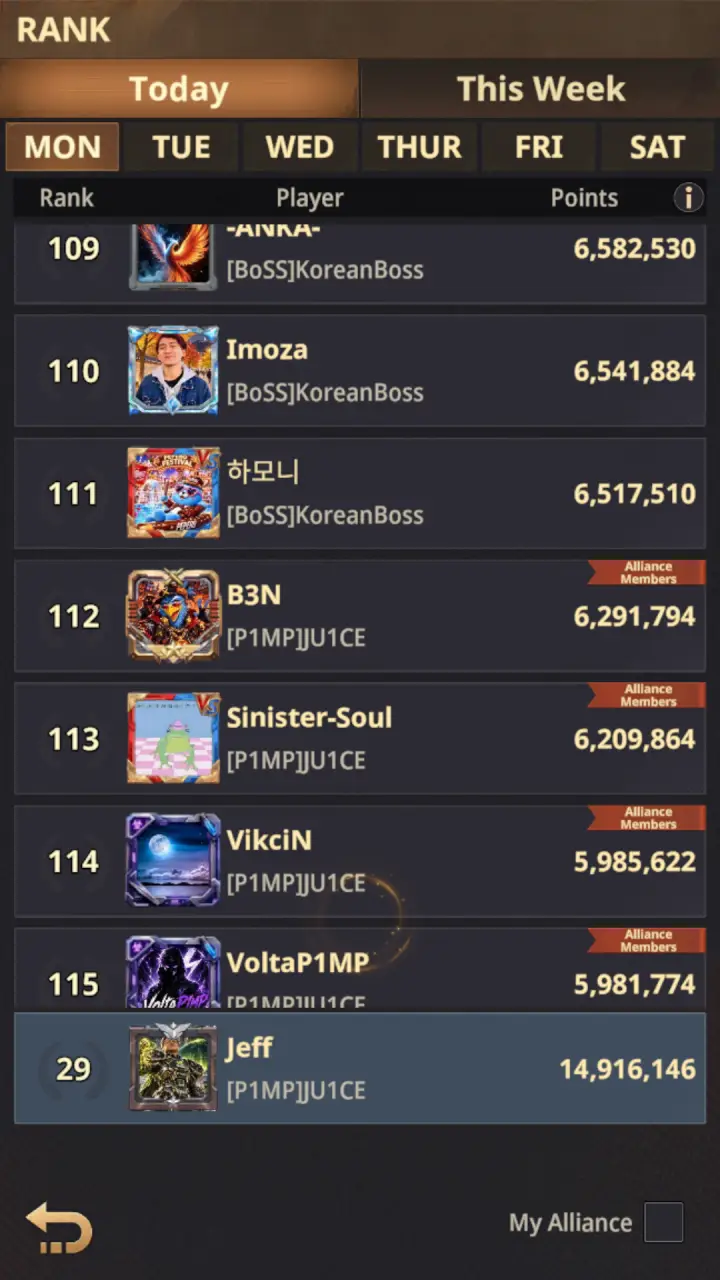 RANK
Today
This Week
MON
TUE
WED
THUR
FRI
SAT
Rank
Player
Points
109
-ANKA-
[BoSS]KoreanBoss
6,582,530
110
Imoza
[BoSS]KoreanBoss
6,541,884
111
하모니
[BoSS]KoreanBoss
6,517,510
Alliance
Members
112
B3N
[P1MP]JU1CE
6,291,794
Alliance
Members
113
Sinister-Soul
[P1MP]JU1CE
6,209,864
Alliance
Members
114
VikciN
[P1MP]JU1CE
5,985,622
Alliance
Members
115
VoltaP1MP
[P1MP]JU1CE
5,981,774
29
Jeff
[P1MP]JU1CE
14,916,146
My Alliance